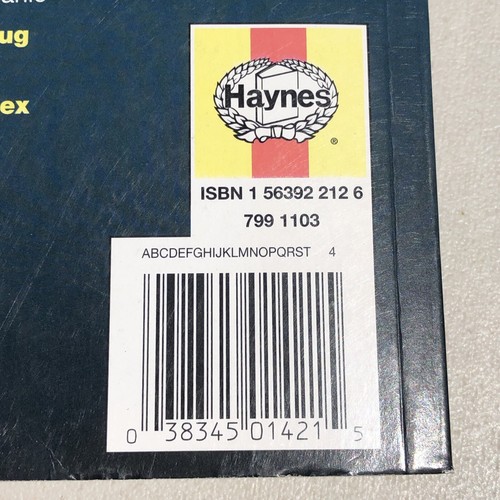 ug
ex
Haynes
®
ISBN 1 56392 212 6
799 1103
ABCDEFGHIJKLMNOPQRST 4
0 38345 01421 5